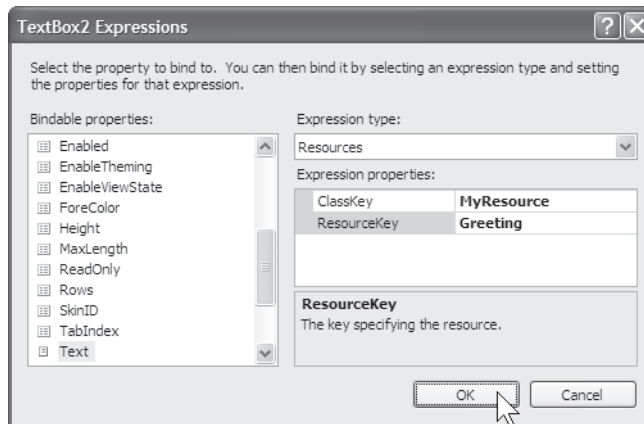 TextBox2 Expressions
Select the property to bind to. You can then bind it by selecting an expression type and setting
the properties for that expression.
Bindable properties:
Enabled
EnableTheming
EnableViewState
ForeColor
Height
MaxLength
ReadOnly
Rows
SkinID
TabIndex
Text
Expression type:
Resources
Expression properties:
ClassKey MyResource
ResourceKey Greeting
ResourceKey
The key specifying the resource.
OK Cancel